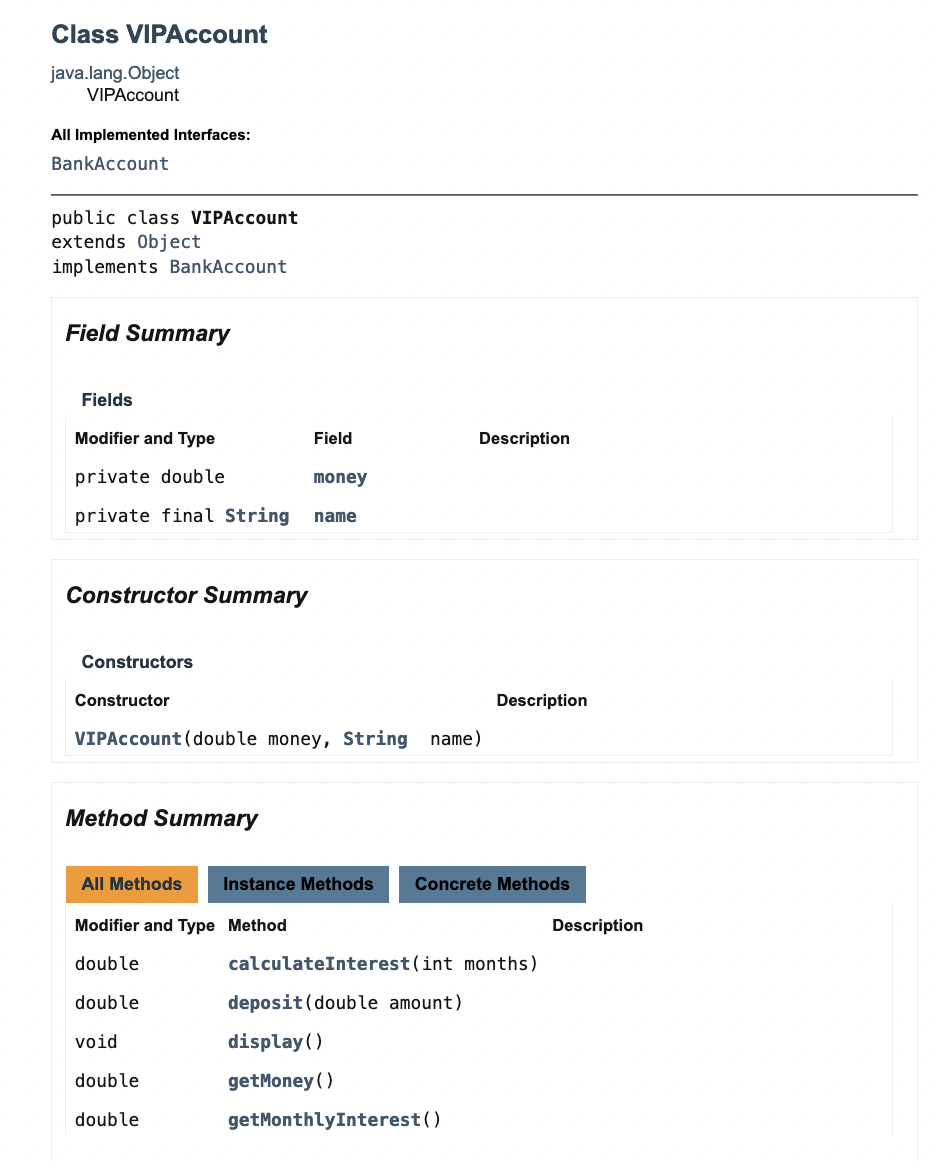 Class VIPAccount
java.lang.Object
VIPAccount
All Implemented Interfaces:
BankAccount
public class VIPAccount
extends Object
implements BankAccount
Field Summary
Fields
Modifier and Type Field Description
private double money
private final String name
Constructor Summary
Constructors
Constructor Description
VIPAccount(double money, String name)
Method Summary
All Methods Instance Methods Concrete Methods
Modifier and Type Method Description
double calculateInterest(int months)
double deposit(double amount)
void display()
double getMoney()
double getMonthlyInterest()